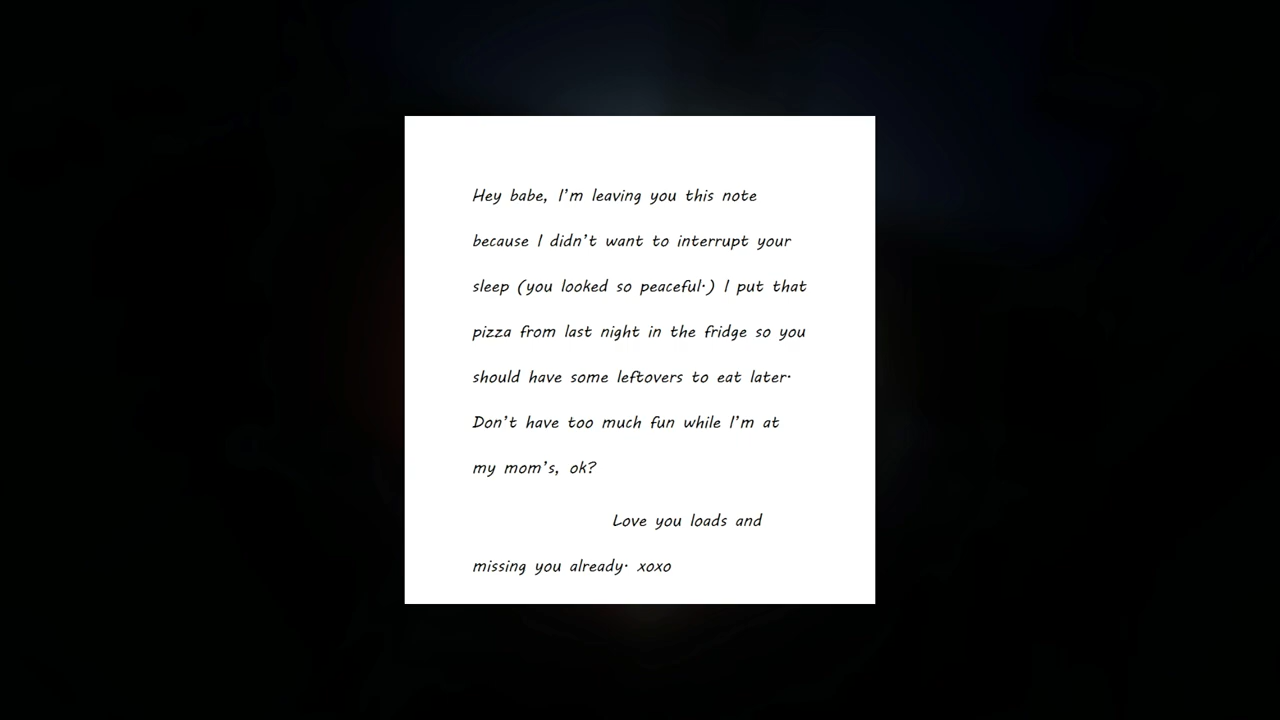 Hey babe, I'm leaving you this note
because I didn't want to interrupt your
sleep (you looked so peaceful.) I put that
pizza from last night in the fridge so you
should have some leftovers to eat later.
Don't have too much fun while I'm at
my mom's, ok?
Love you loads and
missing you already. xoxo